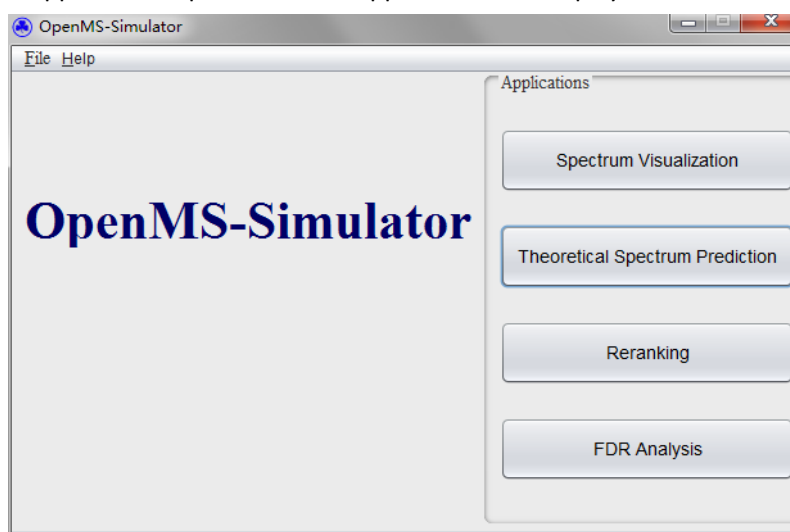 OpenMS-Simulator
File Help
Applications
Spectrum Visualization
OpenMS-Simulator
Theoretical Spectrum Prediction
Reranking
FDR Analysis